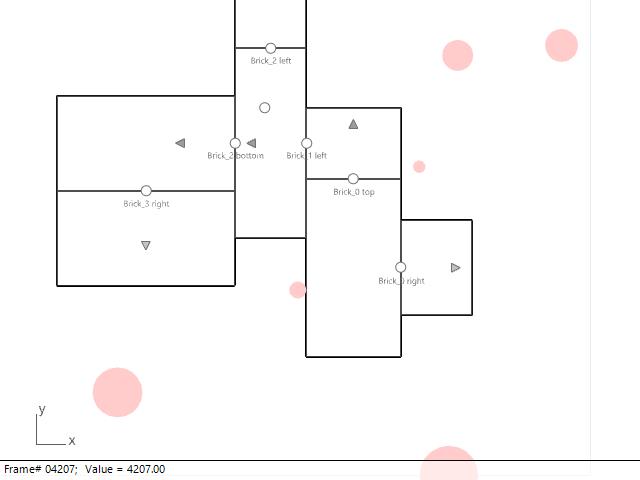 Brick_2 left
Brick_2 bottom
Brick_1 left
Brick_0 top
Brick_3 right
Brick_0 right
y
x
Frame# 04207; Value = 4207.00